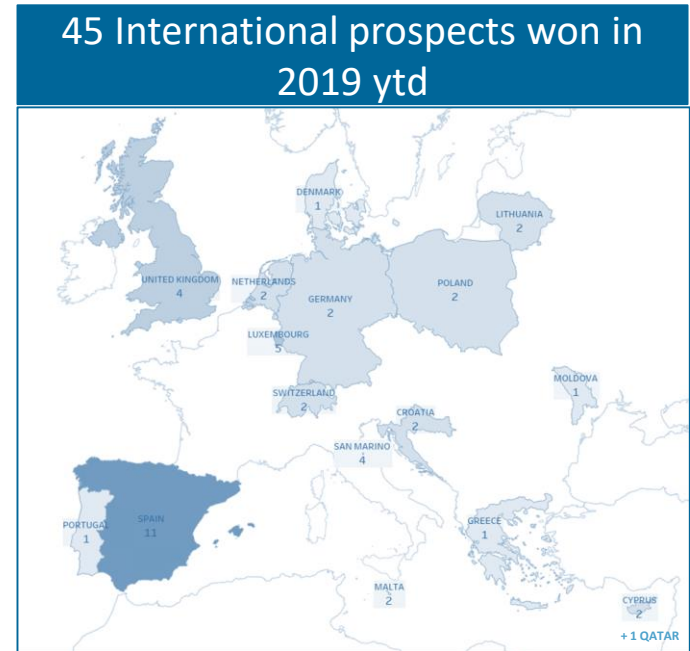 45 International prospects won in
2019 ytd
DENMARK
1
LITHUANIA
2
UNITED KINGDOM
4
NETHERLANDS
2
GERMANY
2
POLAND
2
LUXEMBOURG
5
SWITZERLAND
2
MOLDOVA
1
CROATIA
2
SAN MARINO
4
PORTUGAL
1
SPAIN
11
GREECE
1
MALTA
2
CYPRUS
2
+ 1 QATAR